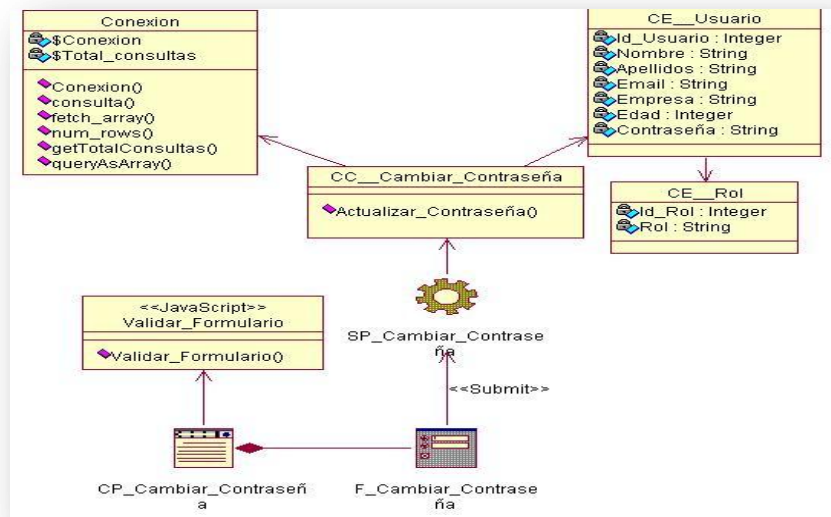 Conexion
$Conexion
$Total_consultas
Conexion()
consulta()
fetch_array()
num_rows()
getTotalConsultas()
queryAsArray()
CE__Usuario
Id_Usuario : Integer
Nombre : String
Apellidos : String
Email : String
Empresa : String
Edad : Integer
Contraseña : String
CC__Cambiar_Contraseña
Actualizar_Contraseña()
CE__Rol
Id_Rol : Integer
Rol : String
<<JavaScript>>
Validar_Formulario
Validar_Formulario()
SP_Cambiar_Contrase
ña
<<Submit>>
CP_Cambiar_Contraseñ
a
F_Cambiar_Contrase
ña